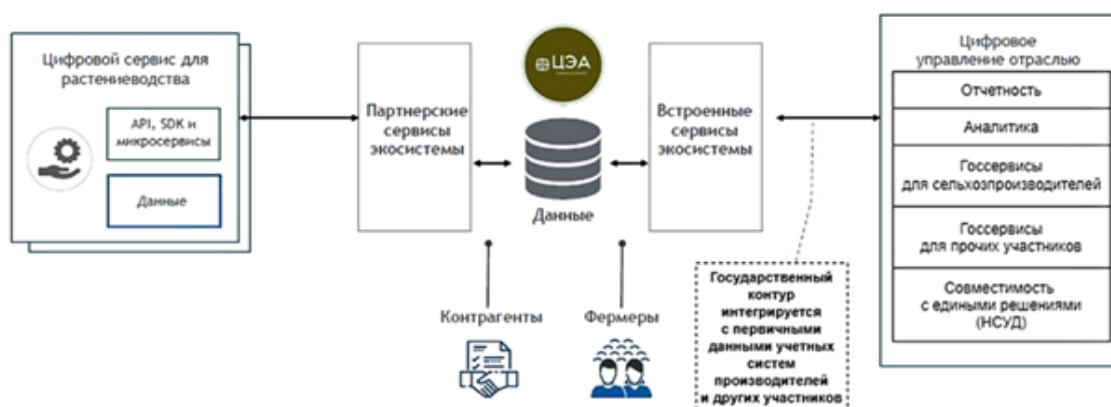 Цифровой сервис для
растениеводства
API, SDK и
микросервисы
Данные
Партнерские
сервисы
экосистемы
ЦЭА
Данные
Встроенные
сервисы
экосистемы
Контрагенты
Фермеры
Государственный
контур
интегрируется
с первичными
данными учетных
систем
производителей
и других участников
Цифровое
управление отраслью
Отчетность
Аналитика
Госсервисы
для сельхозпроизводителей
Госсервисы
для прочих участников
Совместимость
с едиными решениями
(НСУД)